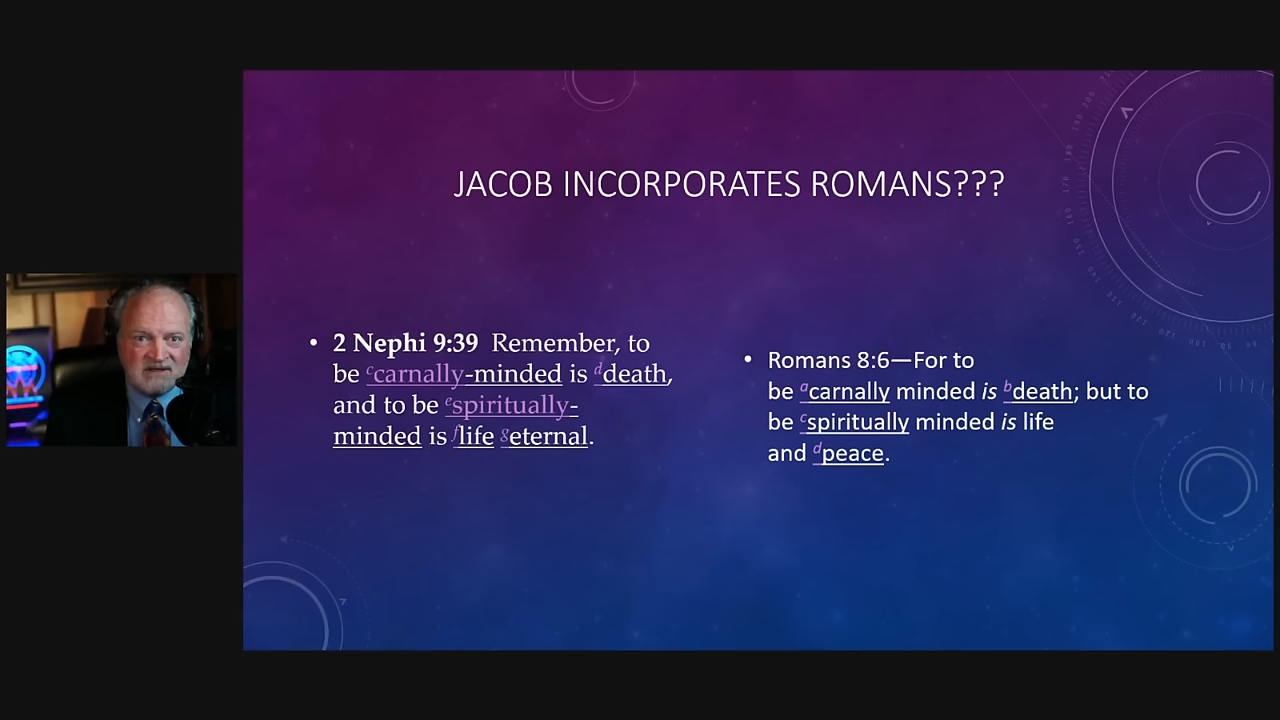 JACOB INCORPORATES ROMANS???
• 2 Nephi 9:39 Remember, to
be ccarnally-minded is ddeath,
and to be espiritually-
minded is flife geternal.
• Romans 8:6—For to
be acarnally minded is bdeath; but to
be cspiritually minded is life
and dpeace.